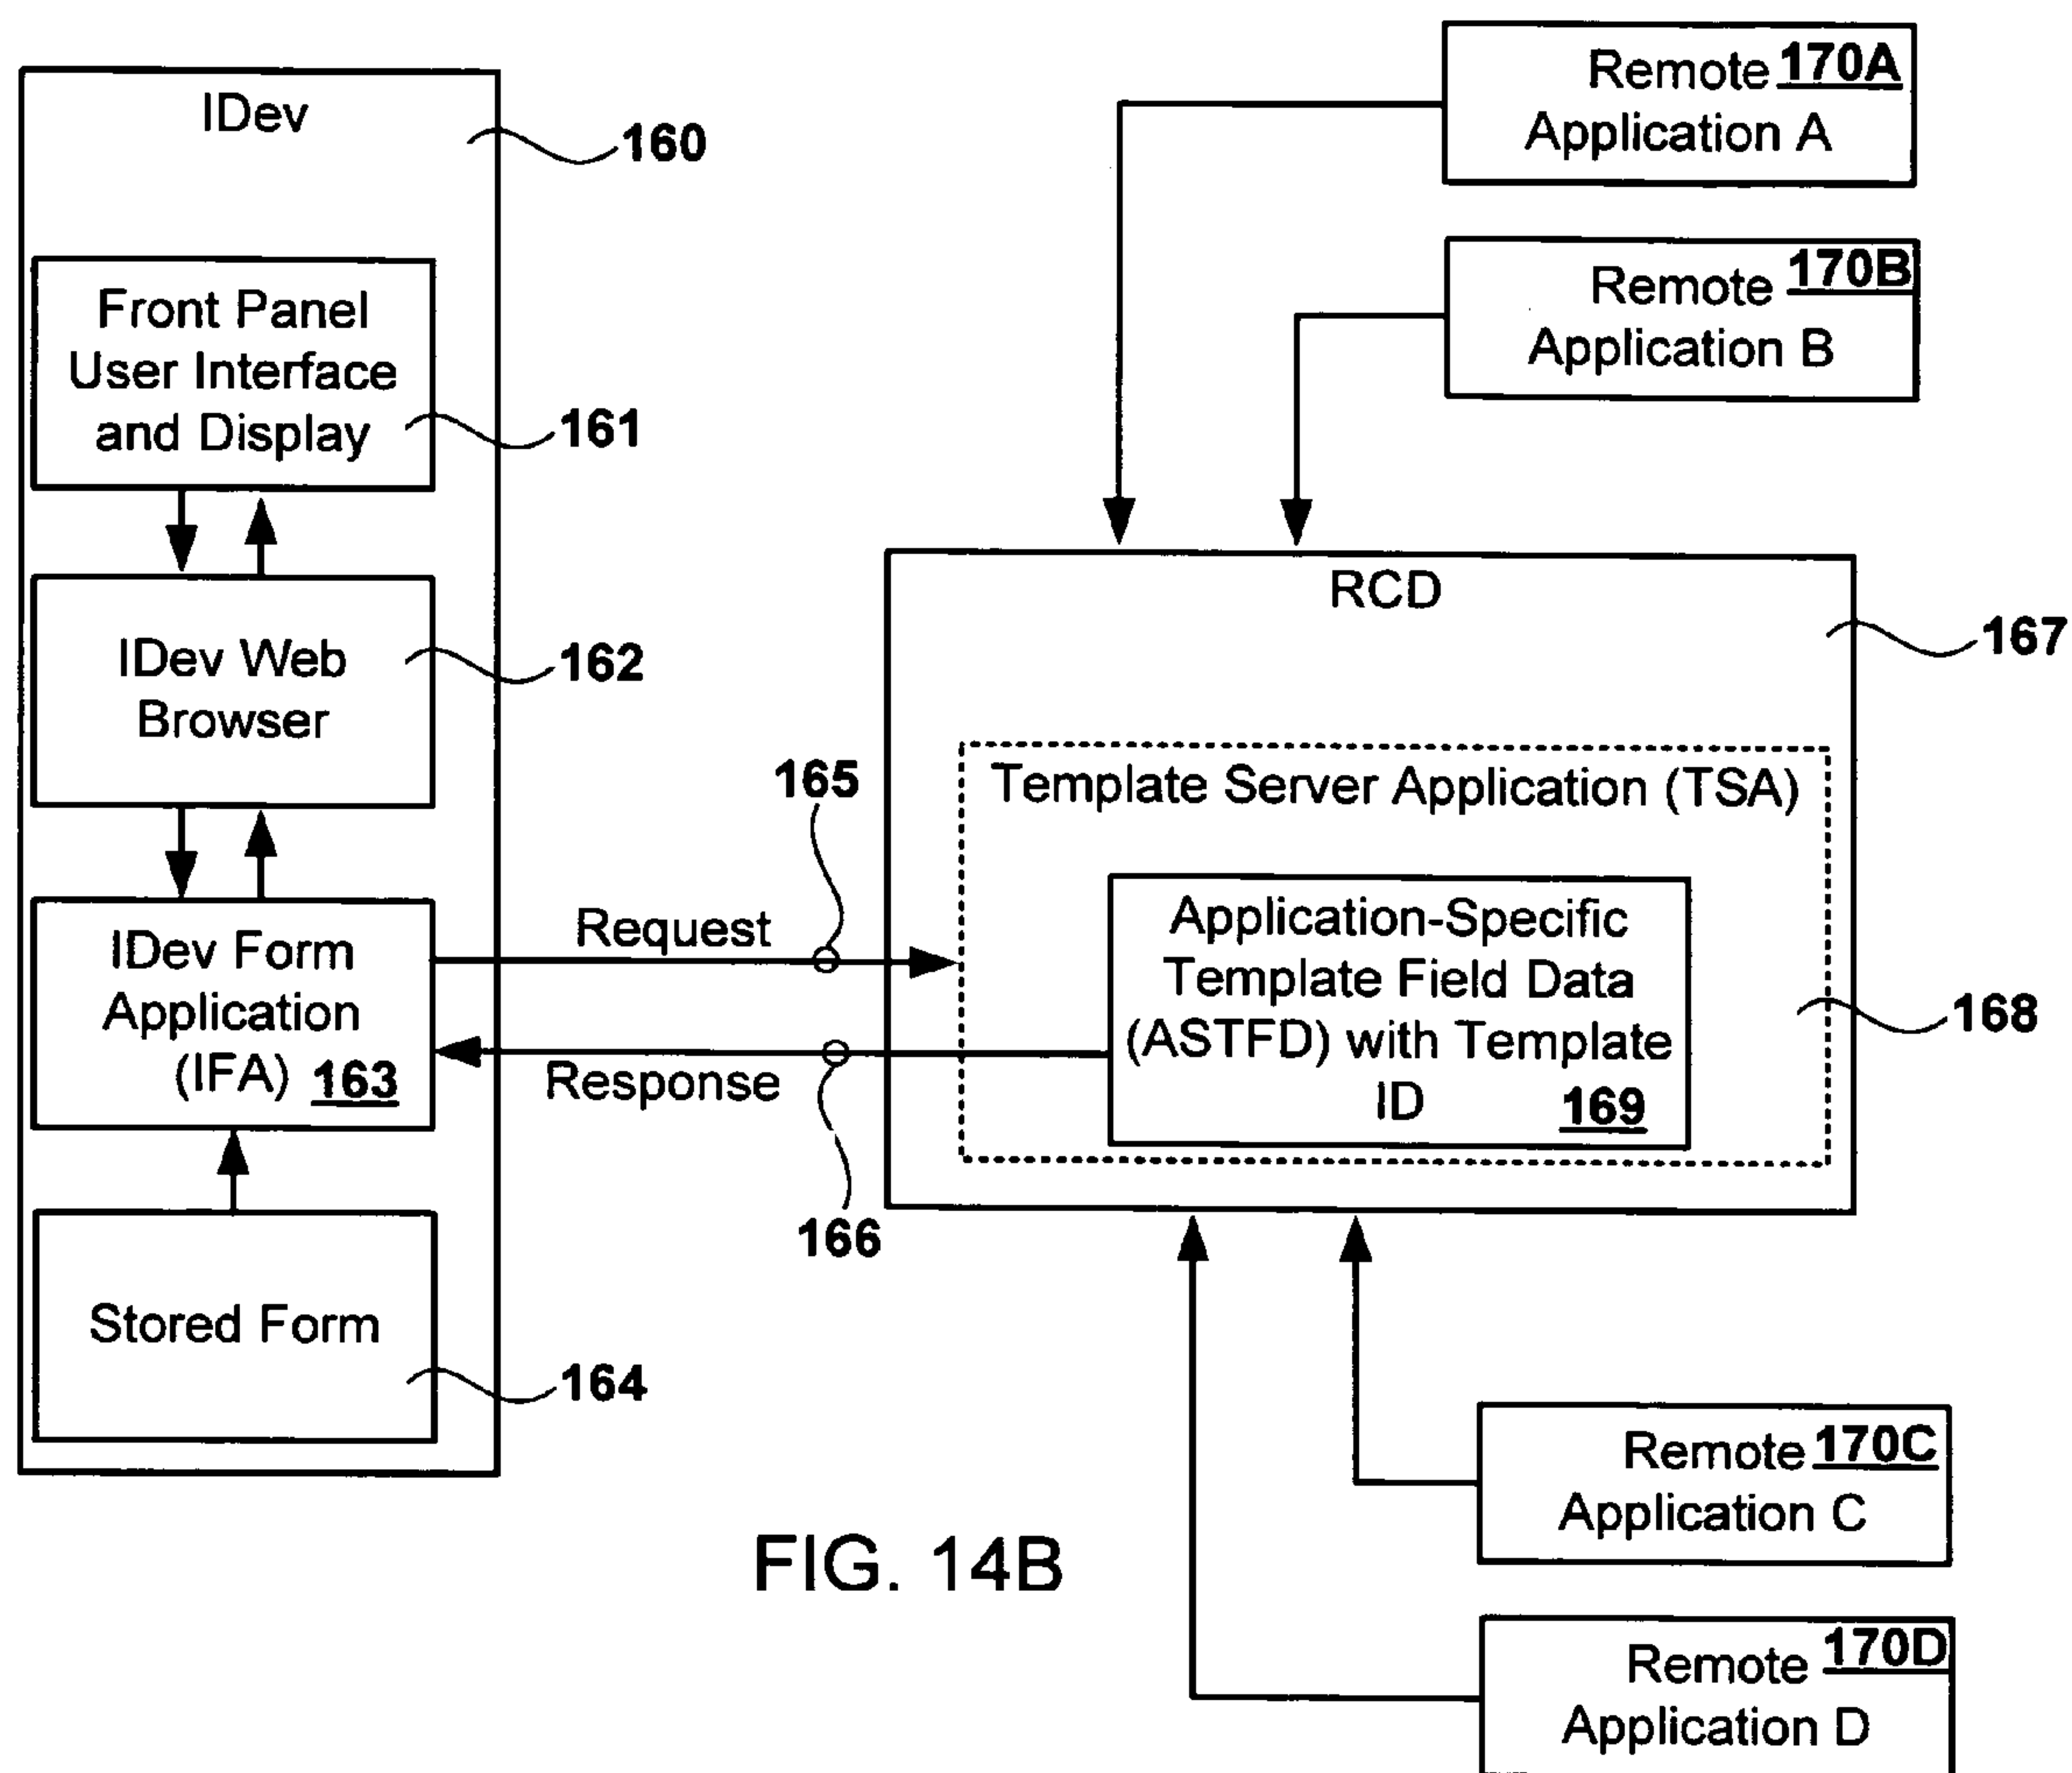 IDev
160
Front Panel
User Interface
and Display
161
IDev Web
Browser
162
IDev Form
Application
(IFA) 163
Stored Form
164
Request
165
Response
166
Remote 170A
Application A
Remote 170B
Application B
RCD
167
Template Server Application (TSA)
168
Application-Specific
Template Field Data
(ASTFD) with Template
ID 169
Remote 170C
Application C
Remote 170D
Application D
FIG. 14B